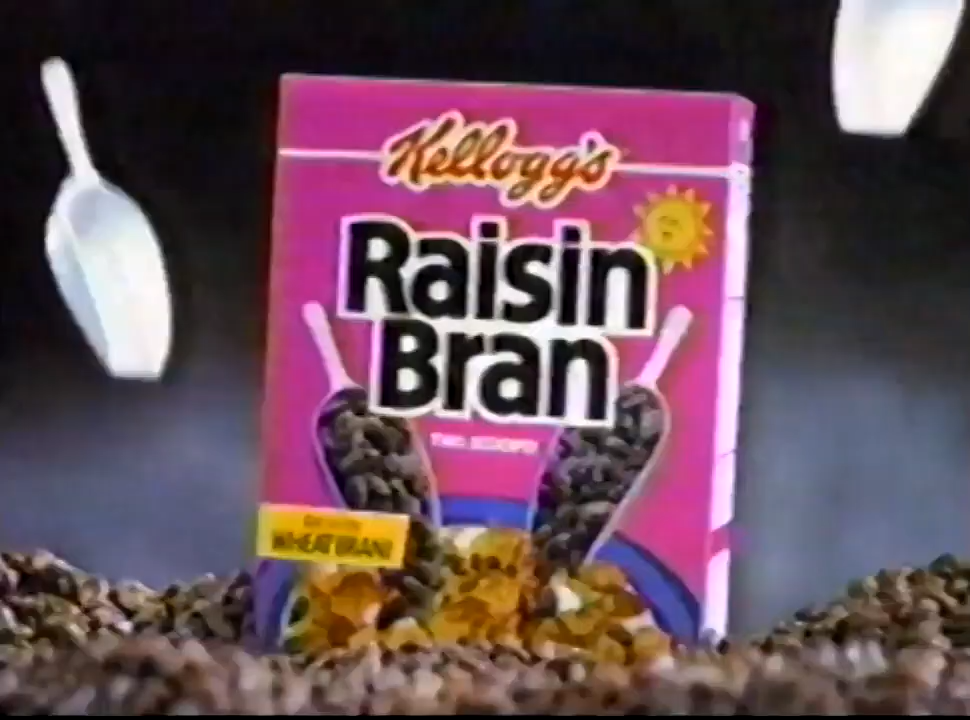 Kellogg's
Raisin
Bran
TWO SCOOPS!
WHEAT BRAN!